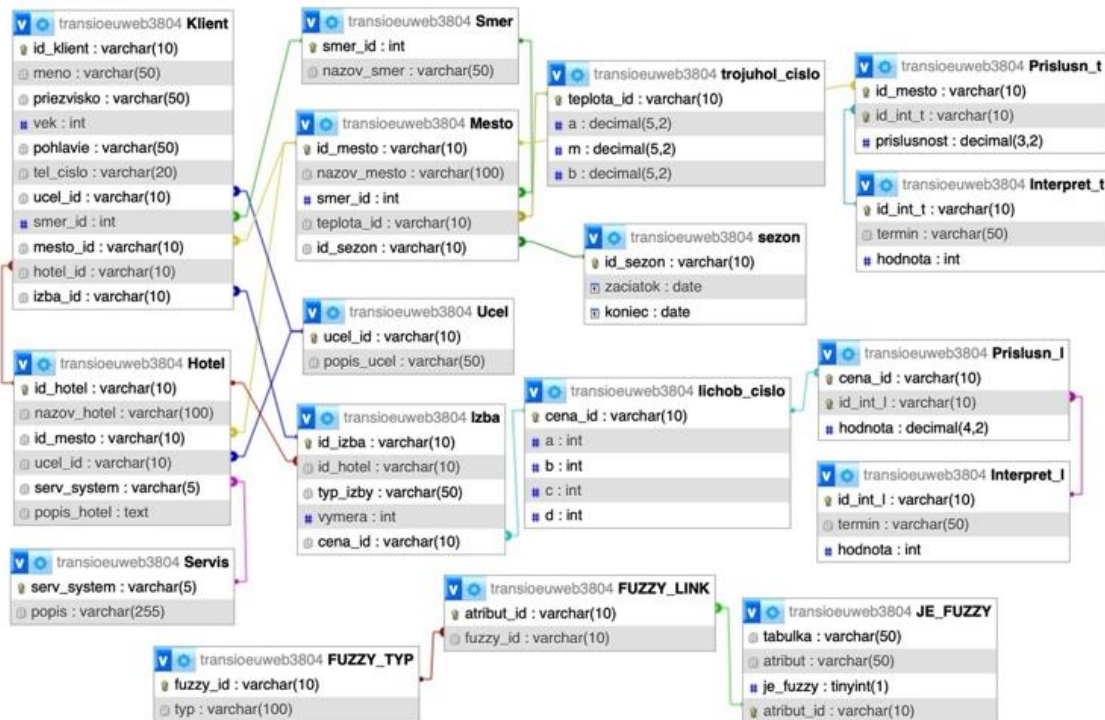 transioeuweb3804 Klient
id_klient : varchar(10)
meno : varchar(50)
priezvisko : varchar(50)
vek : int
pohlavie : varchar(50)
tel_cislo : varchar(20)
ucel_id : varchar(10)
smer_id : int
mesto_id : varchar(10)
hotel_id : varchar(10)
izba_id : varchar(10)
transioeuweb3804 Smer
smer_id : int
nazov_smer : varchar(50)
transioeuweb3804 Mesto
id_mesto : varchar(10)
nazov_mesto : varchar(100)
smer_id : int
teplota_id : varchar(10)
id_sezon : varchar(10)
transioeuweb3804 trojuhol_cislo
teplota_id : varchar(10)
a : decimal(5,2)
m : decimal(5,2)
b : decimal(5,2)
transioeuweb3804 Prislusn_t
id_mesto : varchar(10)
id_int_t : varchar(10)
prislusnost : decimal(3,2)
transioeuweb3804 Interpret_t
id_int_t : varchar(10)
termin : varchar(50)
hodnota : int
transioeuweb3804 sezon
id_sezon : varchar(10)
zaciatok : date
koniec : date
transioeuweb3804 Ucel
ucel_id : varchar(10)
popis_ucel : varchar(50)
transioeuweb3804 Hotel
id_hotel : varchar(10)
nazov_hotel : varchar(100)
id_mesto : varchar(10)
ucel_id : varchar(10)
serv_system : varchar(5)
popis_hotel : text
transioeuweb3804 Izba
id_izba : varchar(10)
id_hotel : varchar(10)
typ_izby : varchar(50)
vymera : int
cena_id : varchar(10)
transioeuweb3804 lichob_cislo
cena_id : varchar(10)
a : int
b : int
c : int
d : int
transioeuweb3804 Prislusn_l
cena_id : varchar(10)
id_int_l : varchar(10)
hodnota : decimal(4,2)
transioeuweb3804 Interpret_l
id_int_l : varchar(10)
termin : varchar(50)
hodnota : int
transioeuweb3804 Servis
serv_system : varchar(5)
popis : varchar(255)
transioeuweb3804 FUZZY_LINK
atribut_id : varchar(10)
fuzzy_id : varchar(10)
transioeuweb3804 FUZZY_TYP
fuzzy_id : varchar(10)
typ : varchar(100)
transioeuweb3804 JE_FUZZY
tabulka : varchar(50)
atribut : varchar(50)
je_fuzzy : tinyint(1)
atribut_id : varchar(10)